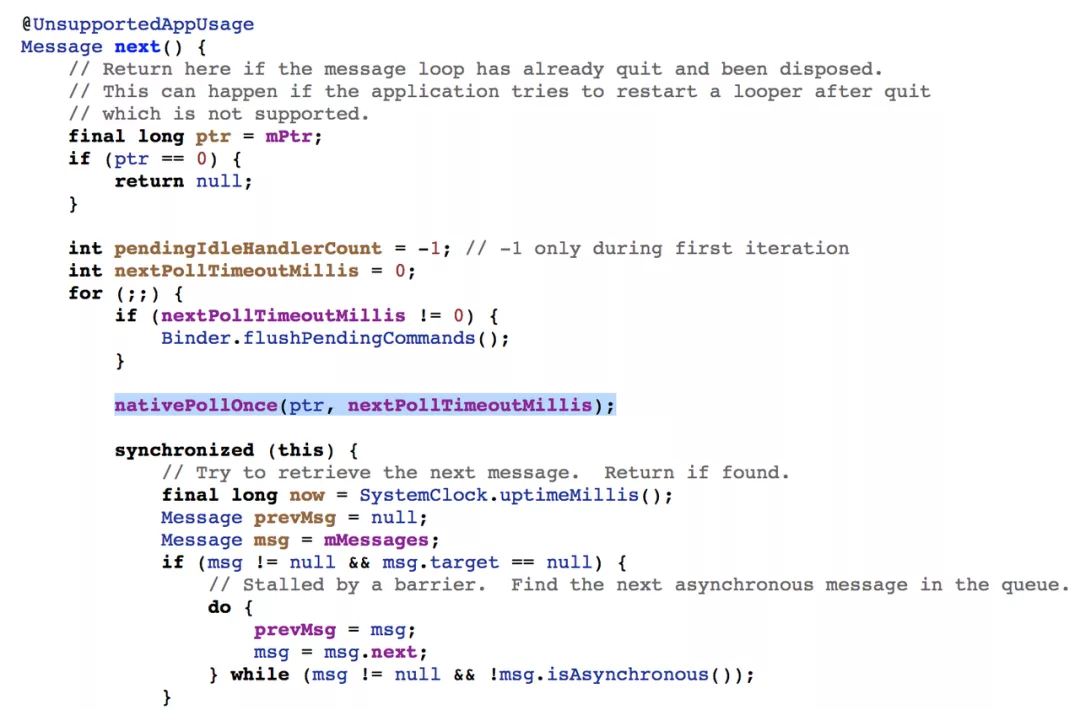 @UnsupportedAppUsage
Message next() {
    // Return here if the message loop has already quit and been disposed.
    // This can happen if the application tries to restart a looper after quit
    // which is not supported.
    final long ptr = mPtr;
    if (ptr == 0) {
        return null;
    }

    int pendingIdleHandlerCount = -1; // -1 only during first iteration
    int nextPollTimeoutMillis = 0;
    for (;;) {
        if (nextPollTimeoutMillis != 0) {
            Binder.flushPendingCommands();
        }

        nativePollOnce(ptr, nextPollTimeoutMillis);

        synchronized (this) {
            // Try to retrieve the next message.  Return if found.
            final long now = SystemClock.uptimeMillis();
            Message prevMsg = null;
            Message msg = mMessages;
            if (msg != null && msg.target == null) {
                // Stalled by a barrier.  Find the next asynchronous message in the queue.
                do {
                    prevMsg = msg;
                    msg = msg.next;
                } while (msg != null && !msg.isAsynchronous());
            }